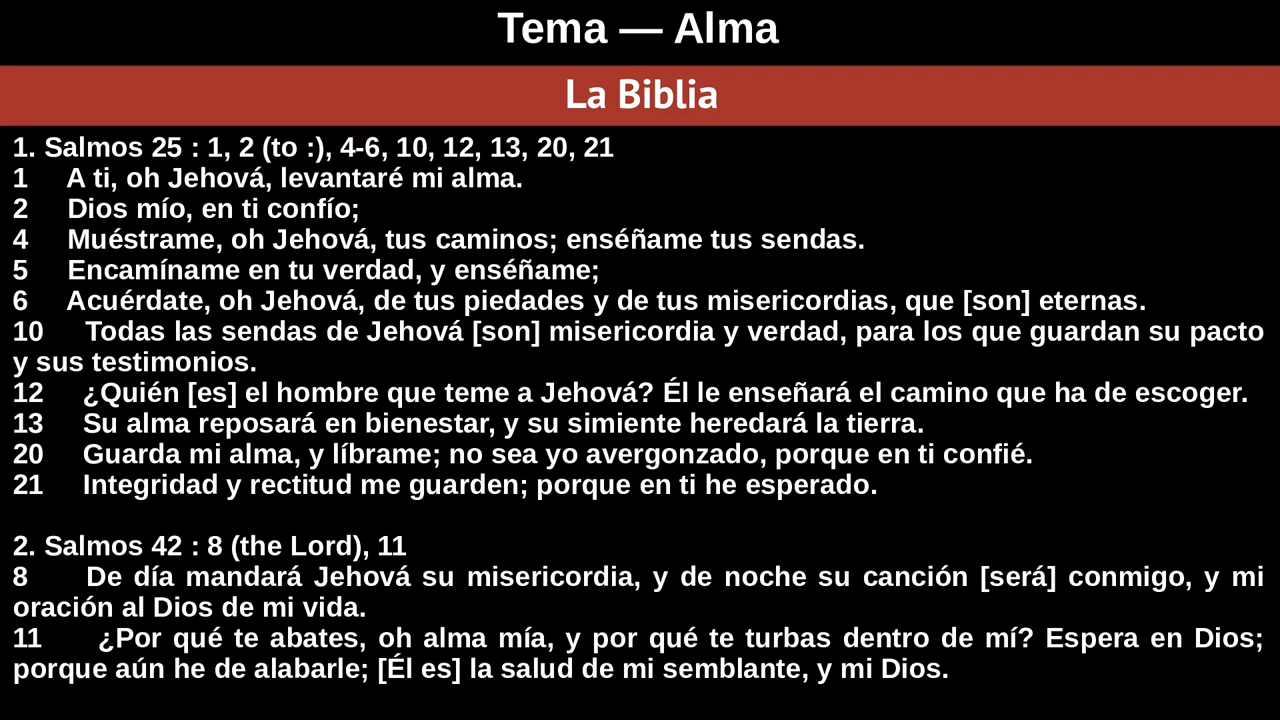 Tema — Alma
La Biblia
1. Salmos 25 : 1, 2 (to :), 4-6, 10, 12, 13, 20, 21
1 A ti, oh Jehová, levantaré mi alma.
2 Dios mío, en ti confío;
4 Muéstrame, oh Jehová, tus caminos; enséñame tus sendas.
5 Encamíname en tu verdad, y enséñame;
6 Acuérdate, oh Jehová, de tus piedades y de tus misericordias, que [son] eternas.
10 Todas las sendas de Jehová [son] misericordia y verdad, para los que guardan su pacto
y sus testimonios.
12 ¿Quién [es] el hombre que teme a Jehová? Él le enseñará el camino que ha de escoger.
13 Su alma reposará en bienestar, y su simiente heredará la tierra.
20 Guarda mi alma, y líbrame; no sea yo avergonzado, porque en ti confié.
21 Integridad y rectitud me guarden; porque en ti he esperado.
2. Salmos 42 : 8 (the Lord), 11
8 De día mandará Jehová su misericordia, y de noche su canción [será] conmigo, y mi
oración al Dios de mi vida.
11 ¿Por qué te abates, oh alma mía, y por qué te turbas dentro de mí? Espera en Dios;
porque aún he de alabarle; [Él es] la salud de mi semblante, y mi Dios.